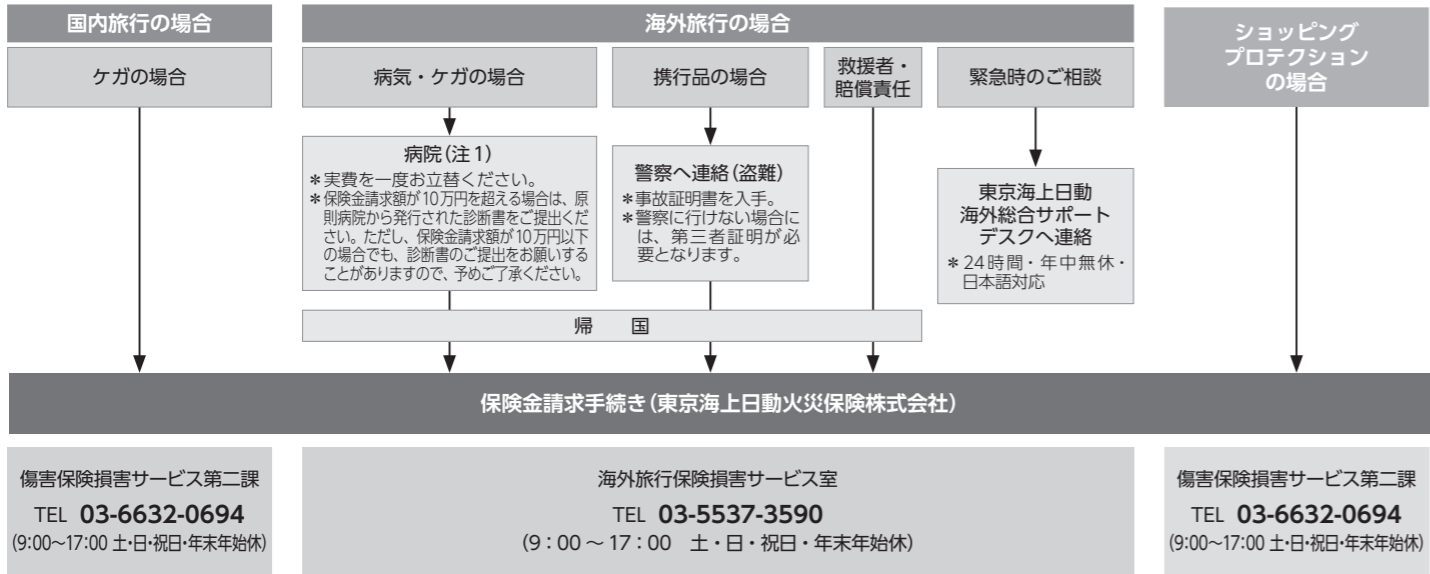 国内旅行の場合
ケガの場合
海外旅行の場合
病気・ケガの場合
携行品の場合
救援者・
賠償責任
緊急時のご相談
ショッピング
プロテクション
の場合
病院(注1)
＊実費を一度お立替ください。
＊保険金請求額が10万円を超える場合は、原
則病院から発行された診断書をご提出くだ
さい。ただし、保険金請求額が10万円以下
の場合でも、診断書のご提出をお願いする
ことがありますので、予めご了承ください。
警察へ連絡(盗難)
＊事故証明書を入手。
＊警察に行けない場合に
は、第三者証明が必
要となります。
東京海上日動
海外総合サポート
デスクへ連絡
＊24時間・年中無休・
日本語対応
帰　国
保険金請求手続き(東京海上日動火災保険株式会社)
傷害保険損害サービス第二課
TEL 03-6632-0694
(9:00〜17:00 土・日・祝日・年末年始休)
海外旅行保険損害サービス室
TEL 03-5537-3590
(9：00〜17：00　土・日・祝日・年末年始休)
傷害保険損害サービス第二課
TEL 03-6632-0694
(9:00〜17:00 土・日・祝日・年末年始休)